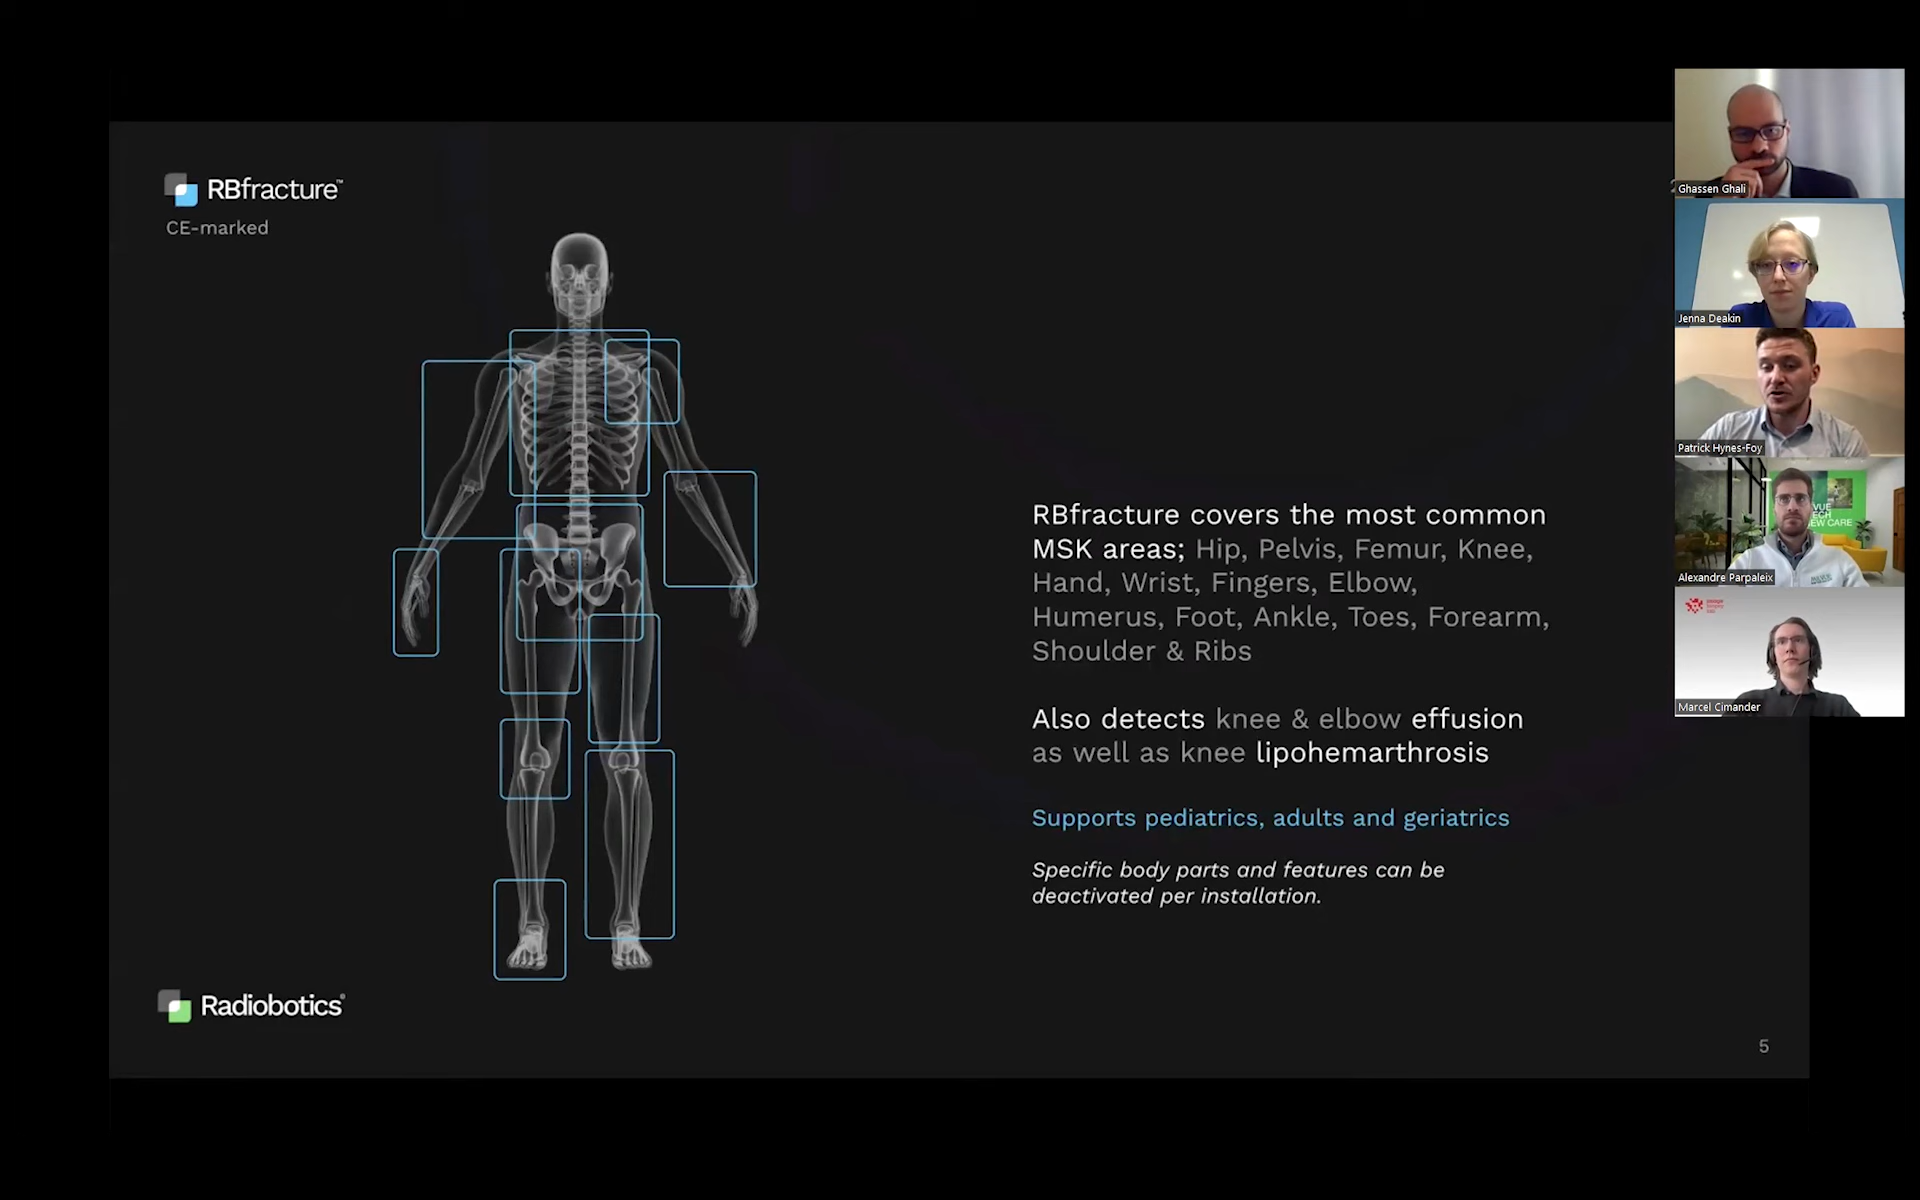 RBfracture™
CE-marked
RBfracture covers the most common
MSK areas; Hip, Pelvis, Femur, Knee,
Hand, Wrist, Fingers, Elbow,
Humerus, Foot, Ankle, Toes, Forearm,
Shoulder & Ribs
Also detects knee & elbow effusion
as well as knee lipohemarthrosis
Supports pediatrics, adults and geriatrics
Specific body parts and features can be
deactivated per installation.
Radiobotics
5
Ghassen Ghali
Jenna Deakin
Patrick Hynes-Foy
Alexandre Parpaleix
Marcel Cimander